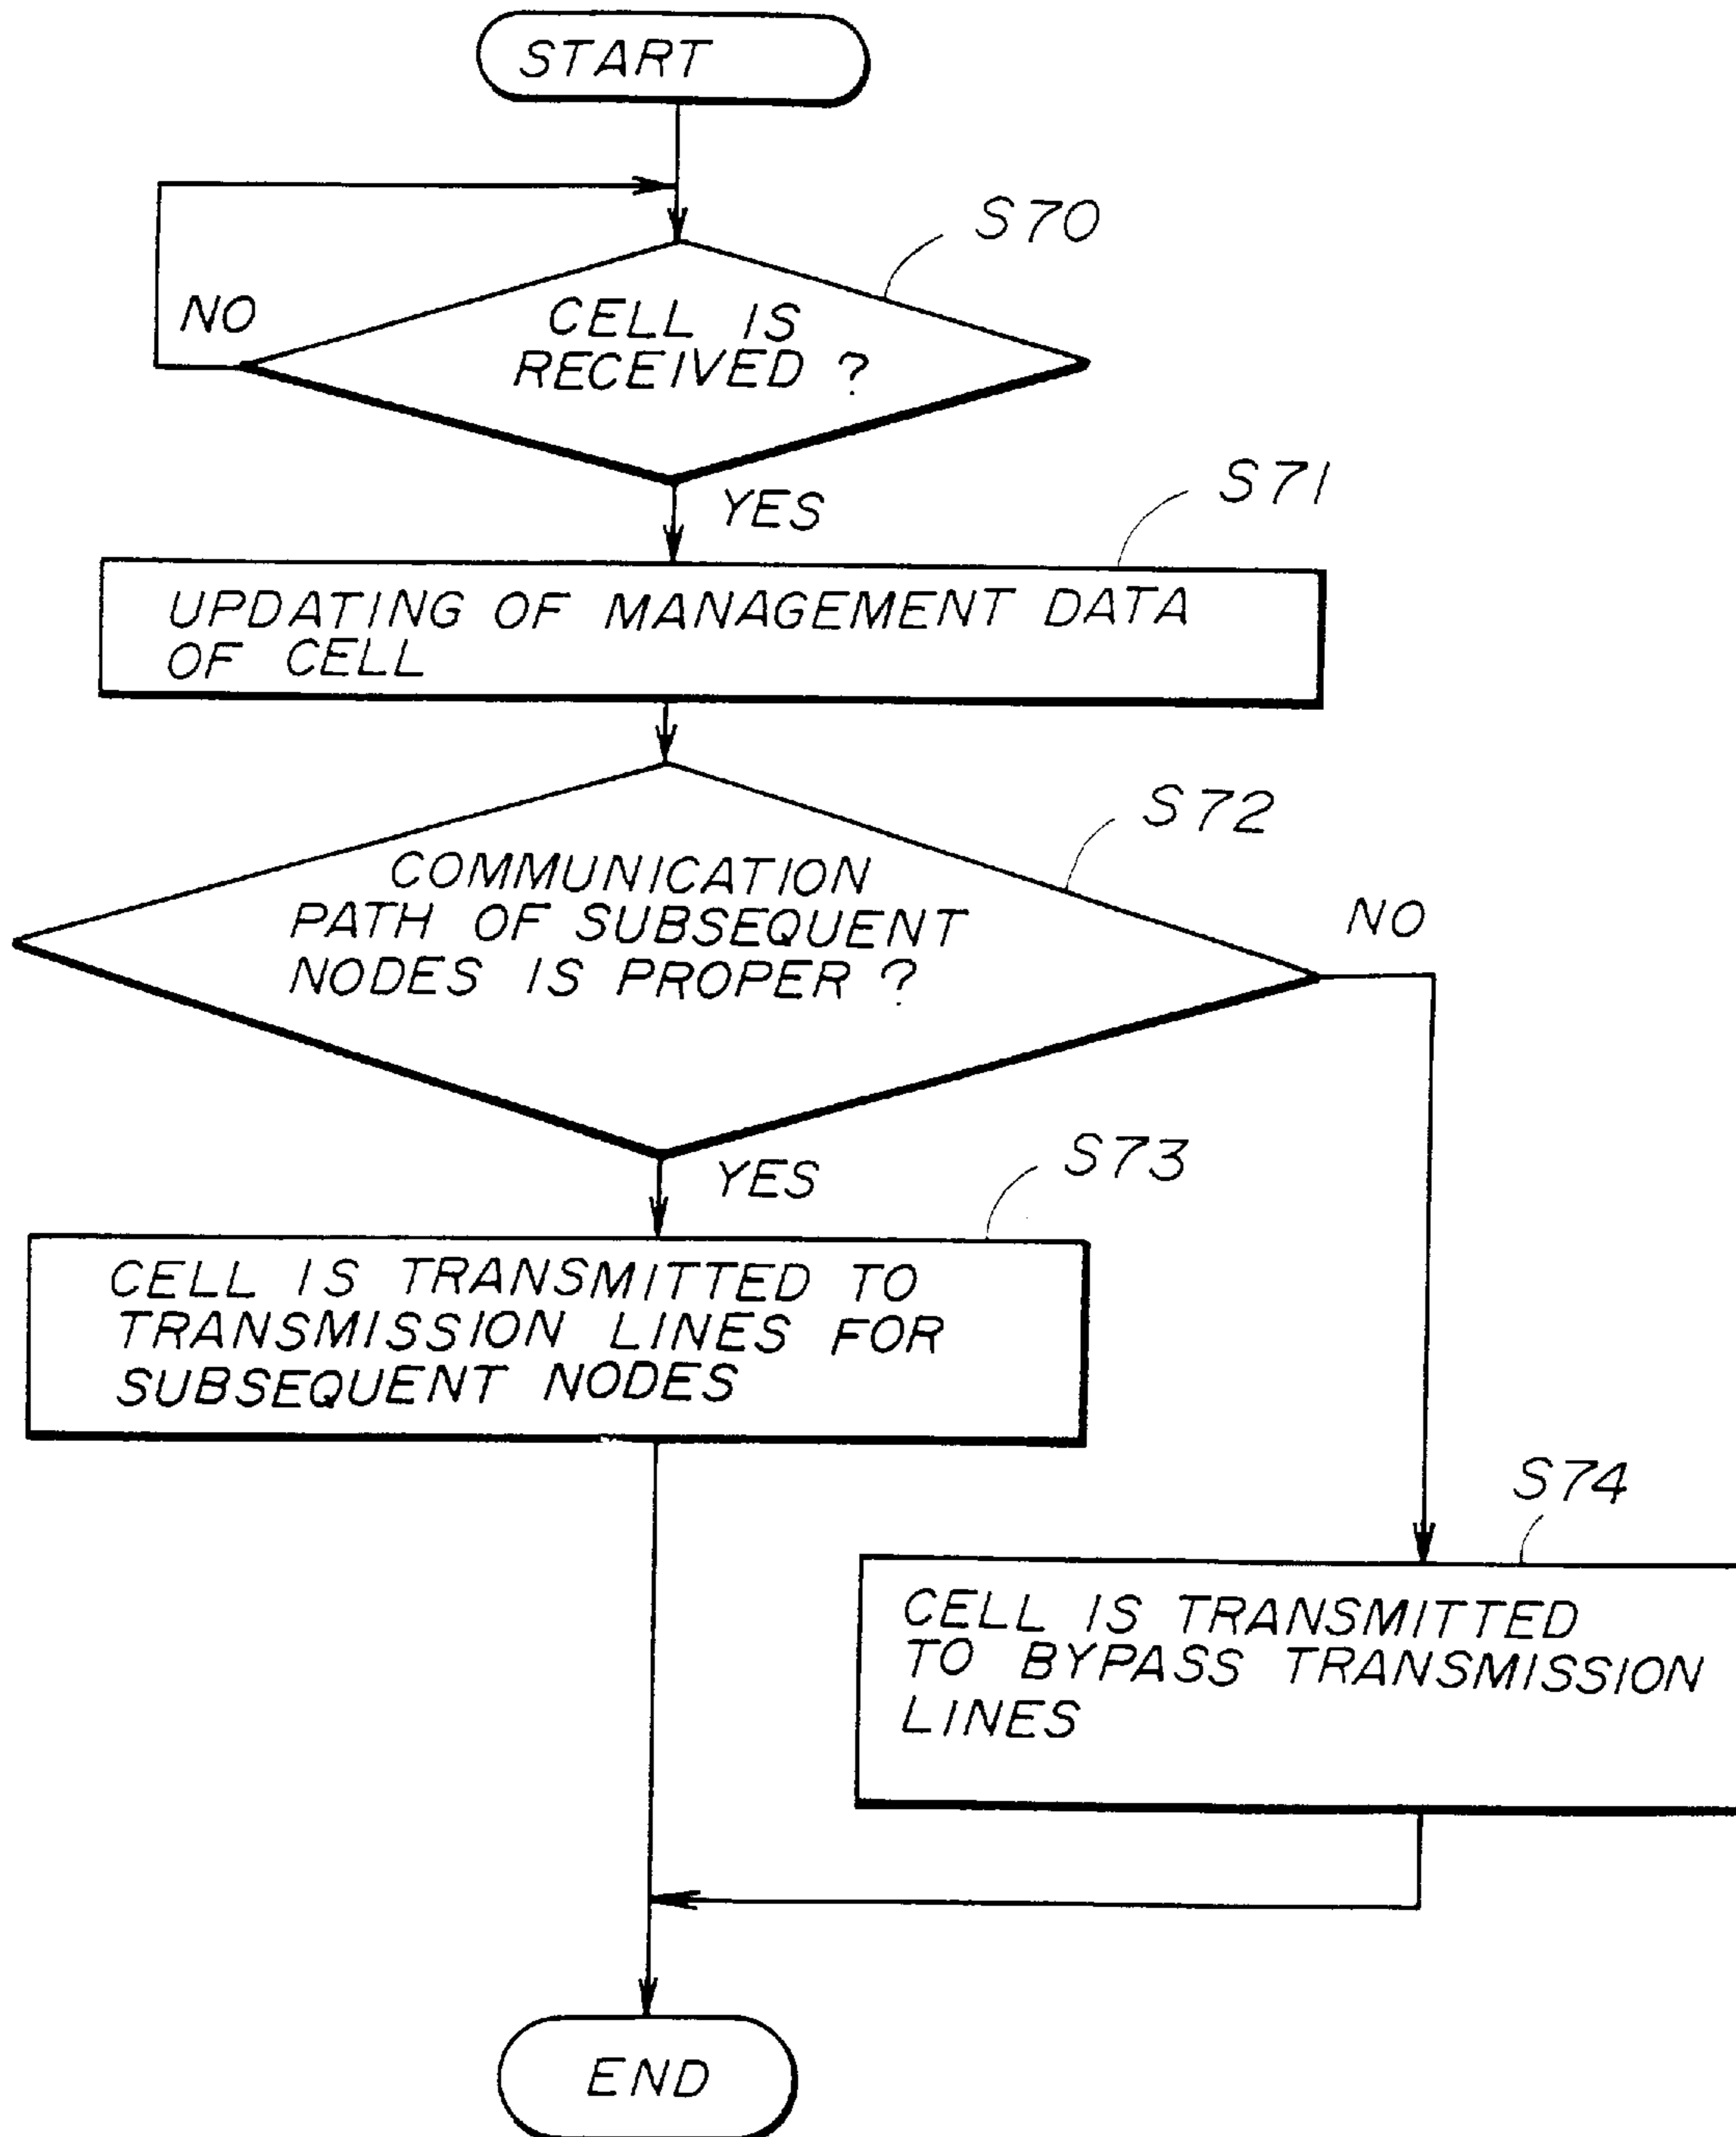 START
S70
NO
CELL IS
RECEIVED ?
YES
S71
UPDATING OF MANAGEMENT DATA
OF CELL
S72
COMMUNICATION
PATH OF SUBSEQUENT
NODES IS PROPER ?
NO
YES
S73
CELL IS TRANSMITTED TO
TRANSMISSION LINES FOR
SUBSEQUENT NODES
S74
CELL IS TRANSMITTED
TO BYPASS TRANSMISSION
LINES
END